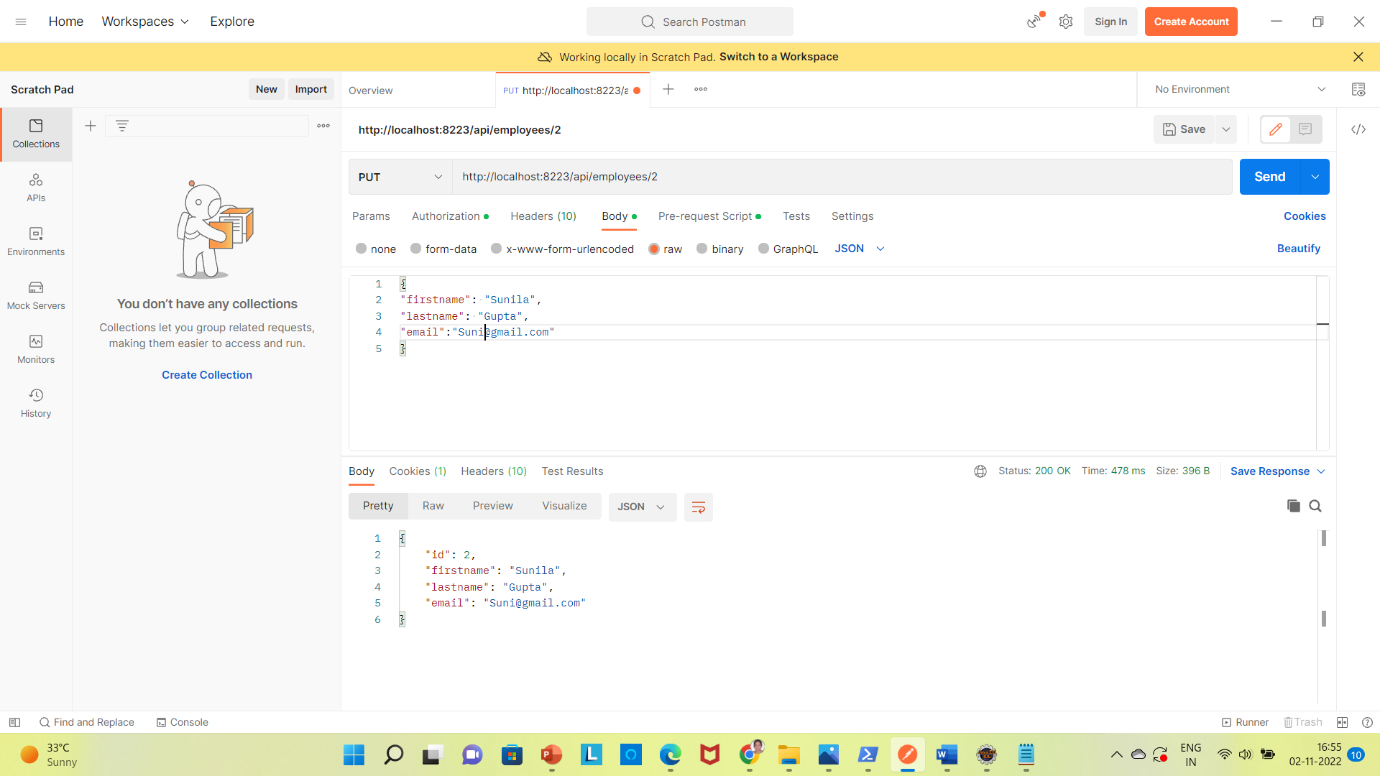 Home Workspaces Explore Search Postman Sign In Create Account
Working locally in Scratch Pad. Switch to a Workspace
Scratch Pad New Import Overview PUT http://localhost:8223/a No Environment
Collections
APIs
Environments
Mock Servers
Monitors
History
You don't have any collections
Collections let you group related requests,
making them easier to access and run.
Create Collection
http://localhost:8223/api/employees/2 Save
PUT http://localhost:8223/api/employees/2 Send
Params Authorization Headers (10) Body Pre-request Script Tests Settings Cookies
none form-data x-www-form-urlencoded raw binary GraphQL JSON Beautify
1 {
2 "firstname": "Sunila",
3 "lastname": "Gupta",
4 "email":"Suni@gmail.com"
5 }
Body Cookies (1) Headers (10) Test Results Status: 200 OK Time: 478 ms Size: 396 B Save Response
Pretty Raw Preview Visualize JSON
1 {
2 "id": 2,
3 "firstname": "Sunila",
4 "lastname": "Gupta",
5 "email": "Suni@gmail.com"
6 }
Find and Replace Console Runner Trash
33°C
Sunny
ENG
IN
16:55
02-11-2022
10